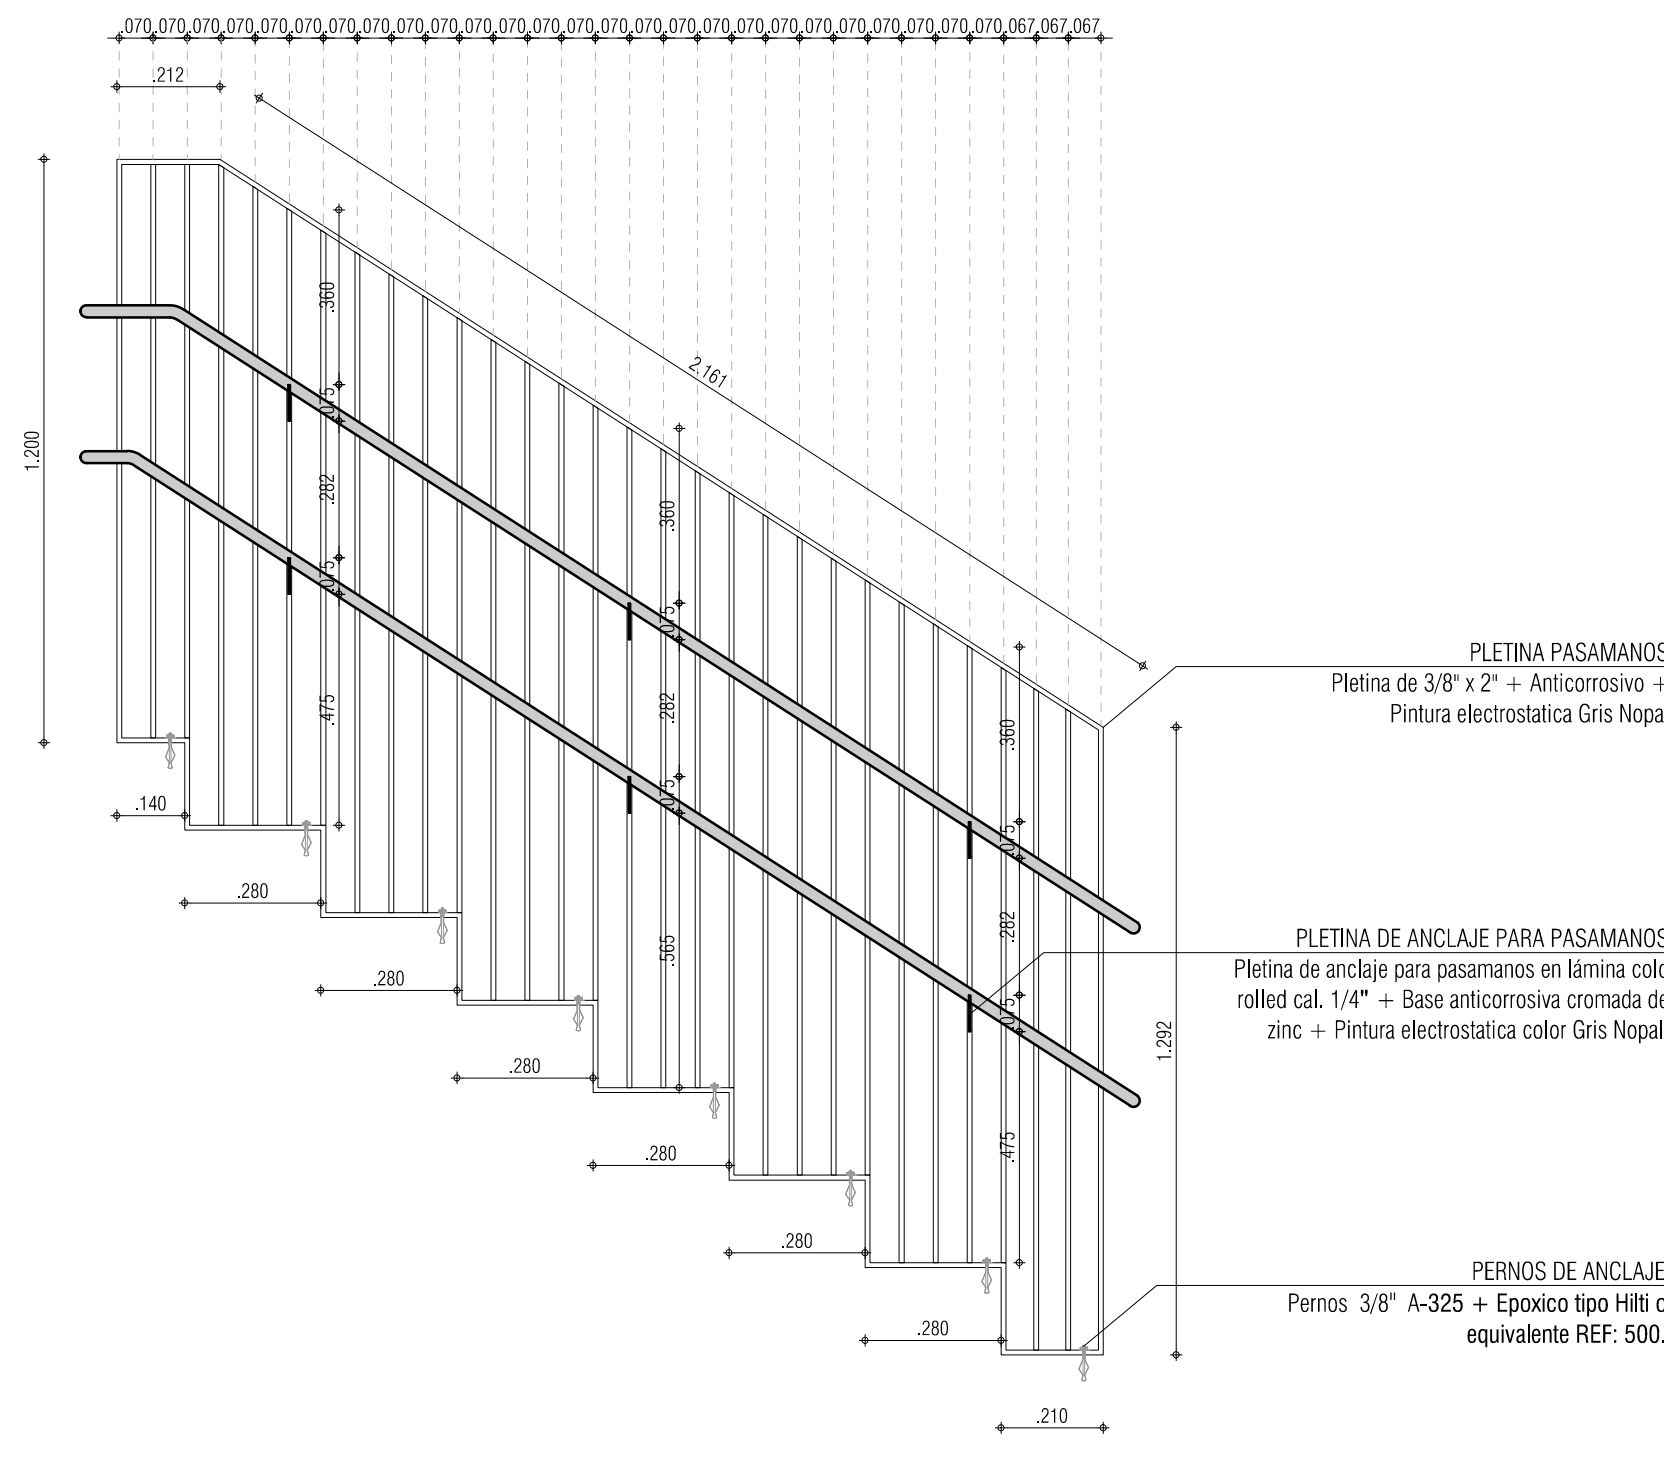 .070 .070 .070 .070 .070 .070 .070 .070 .070 .070 .070 .070 .070 .070 .070 .070 .070 .070 .070 .070 .070 .070 .070 .070 .070 .070 .067 .067 .067
.212
.360
2.161
.075
1.200
.282
.360
.075
.075
PLETINA PASAMANOS
Pletina de 3/8" x 2" + Anticorrosivo +
Pintura electrostatica Gris Nopal
.475
.282
.360
.075
.140
.075
.280
.282
PLETINA DE ANCLAJE PARA PASAMANOS
Pletina de anclaje para pasamanos en lámina cold
rolled cal. 1/4" + Base anticorrosiva cromada de
zinc + Pintura electrostatica color Gris Nopal
.565
.280
.075
1.292
.280
.475
.280
.280
PERNOS DE ANCLAJE
Pernos 3/8" A-325 + Epoxico tipo Hilti o
equivalente REF: 500.
.280
.210